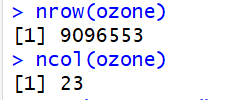 > nrow(ozone)
[1] 9096553
> ncol(ozone)
[1] 23